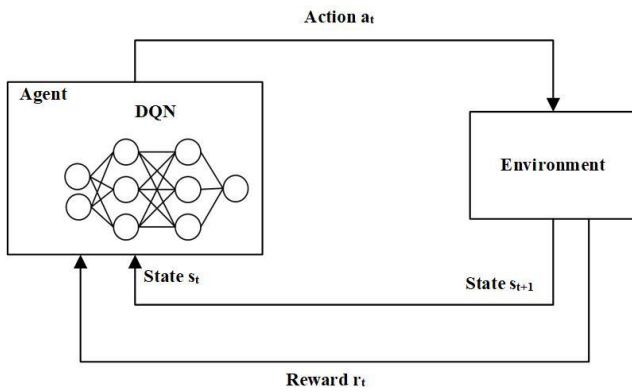 Action aₜ
Agent
DQN
Environment
State sₜ
State sₜ₊₁
Reward rₜ